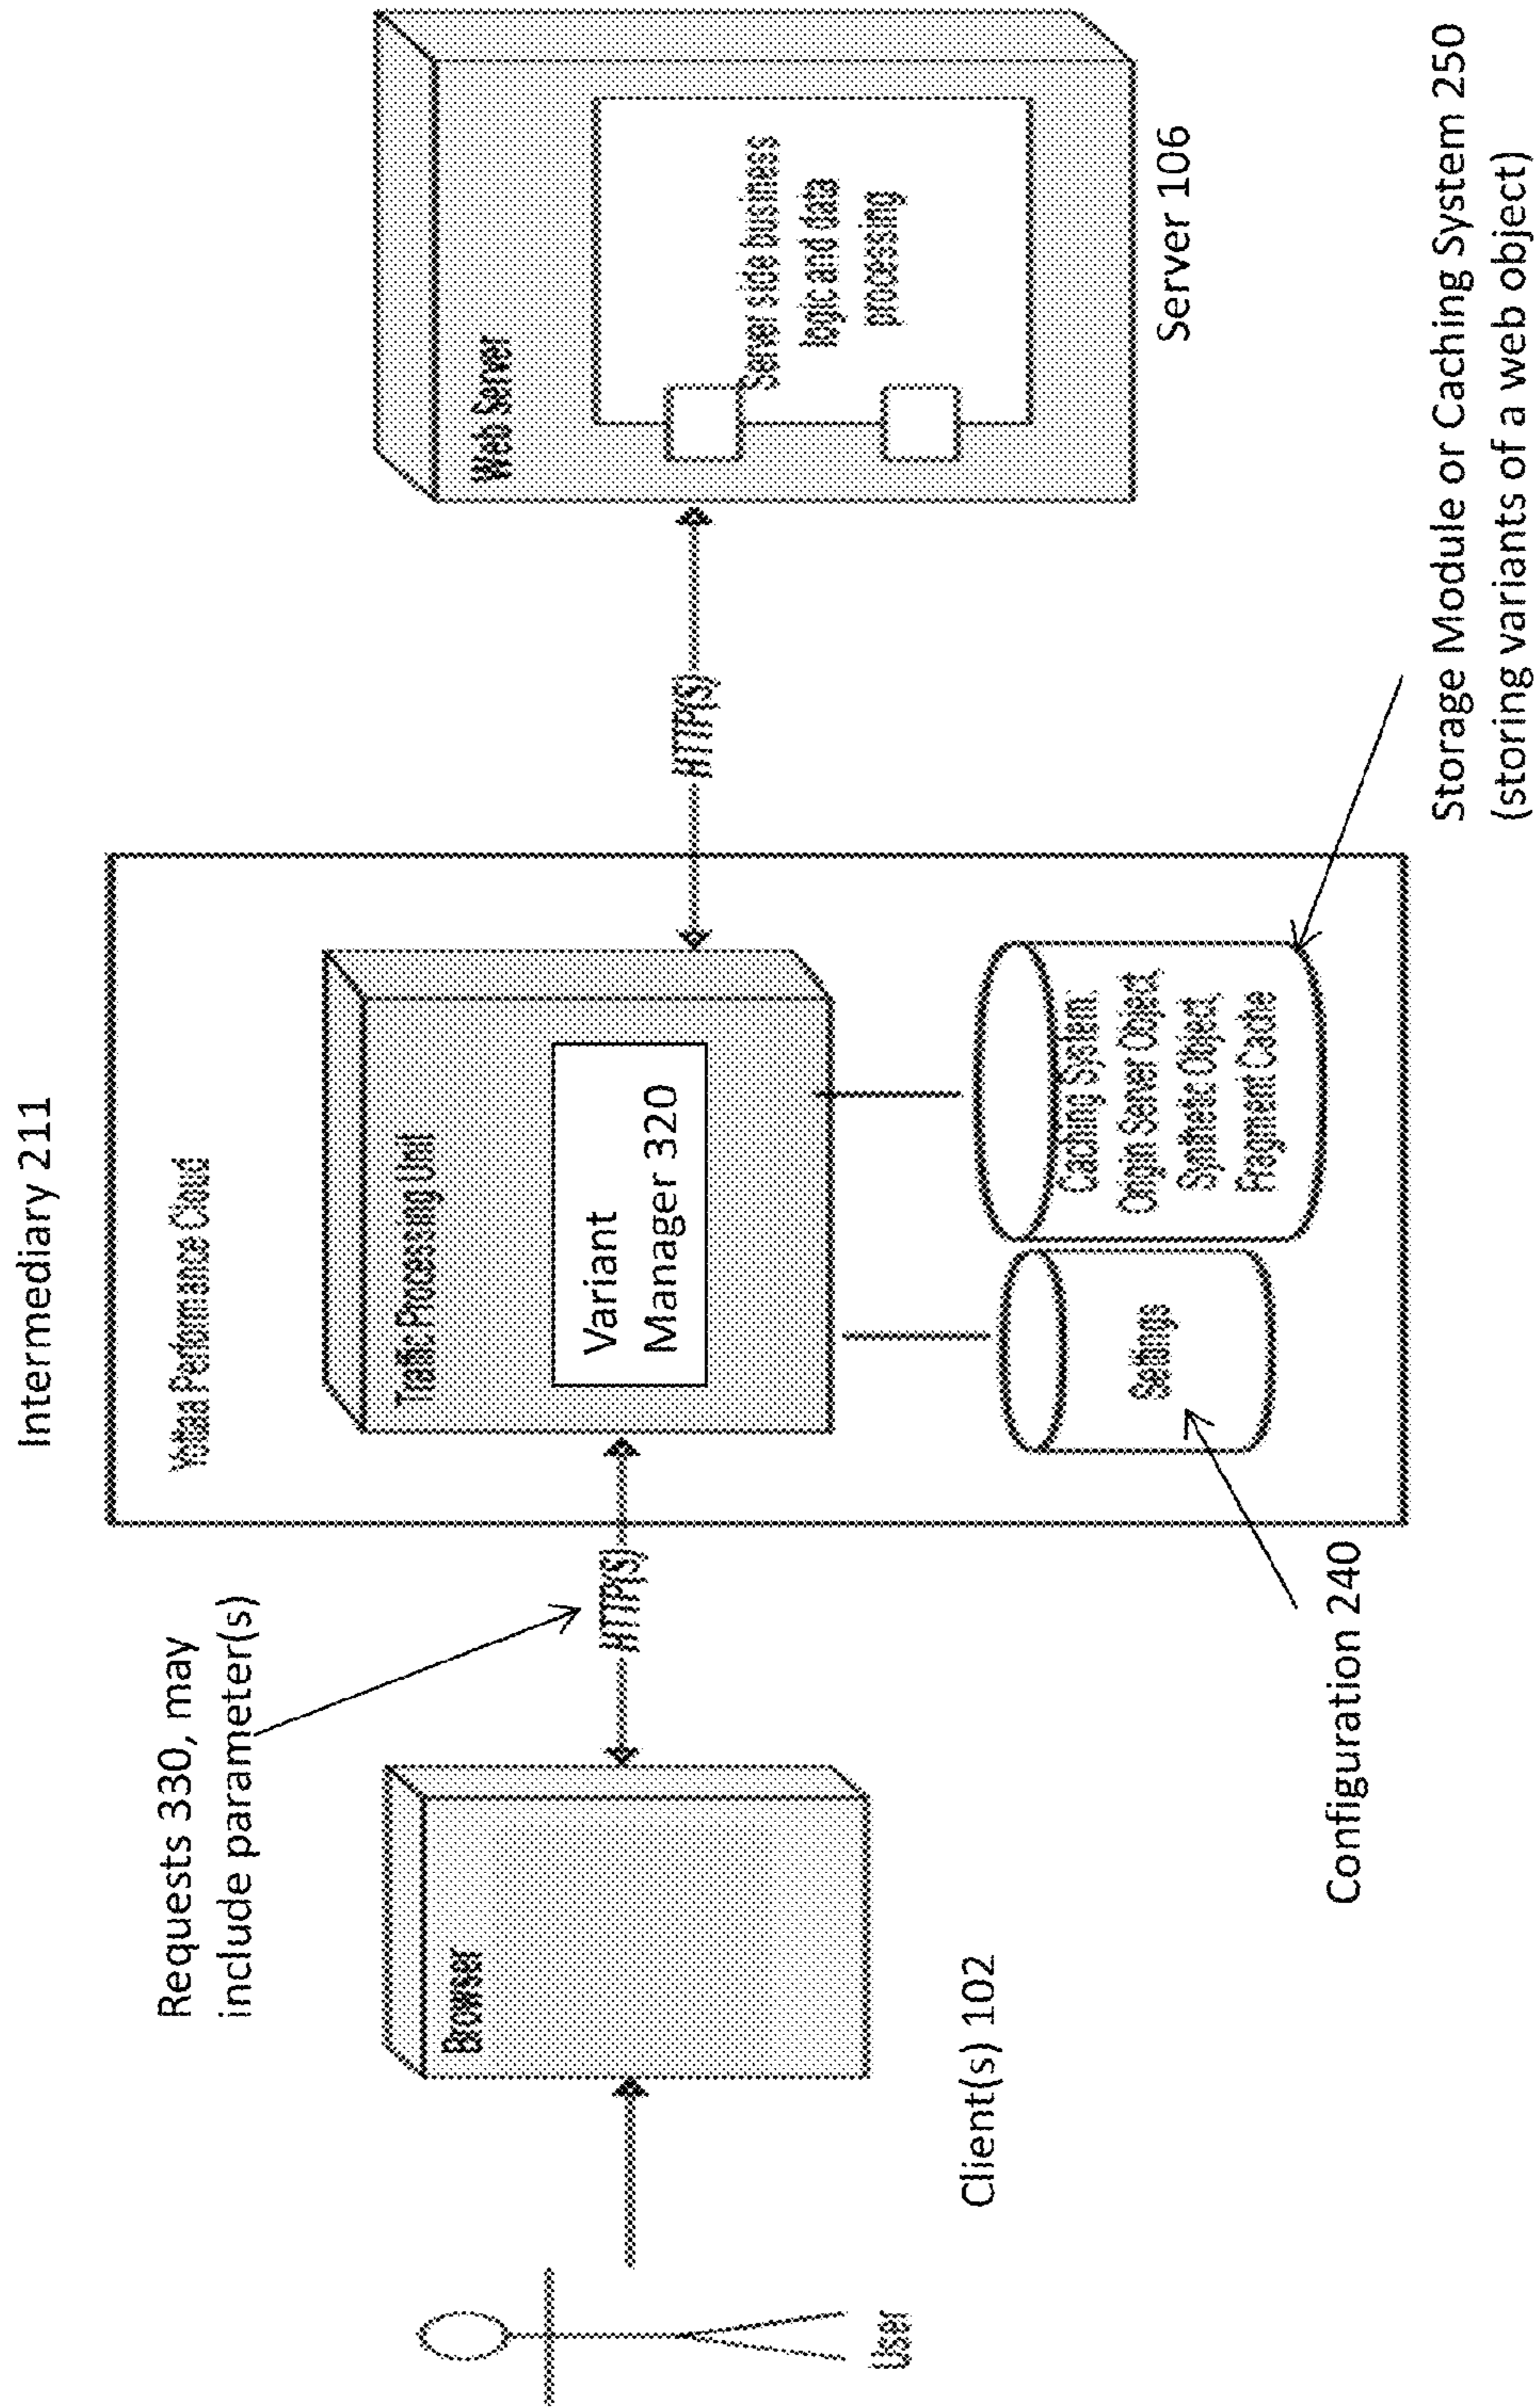 Intermediary 211
Requests 330, may
include parameter(s)
Yottaa Performance Cloud
Browser
Traffic Processing Unit
Web Server
Variant
Manager 320
HTTP(S)
HTTP(S)
Server side business
logic and data
processing
User
Client(s) 102
Settings
Caching System:
Origin Server Object,
Synthetic Object,
Fragment Cache
Server 106
Configuration 240
Storage Module or Caching System 250
(storing variants of a web object)